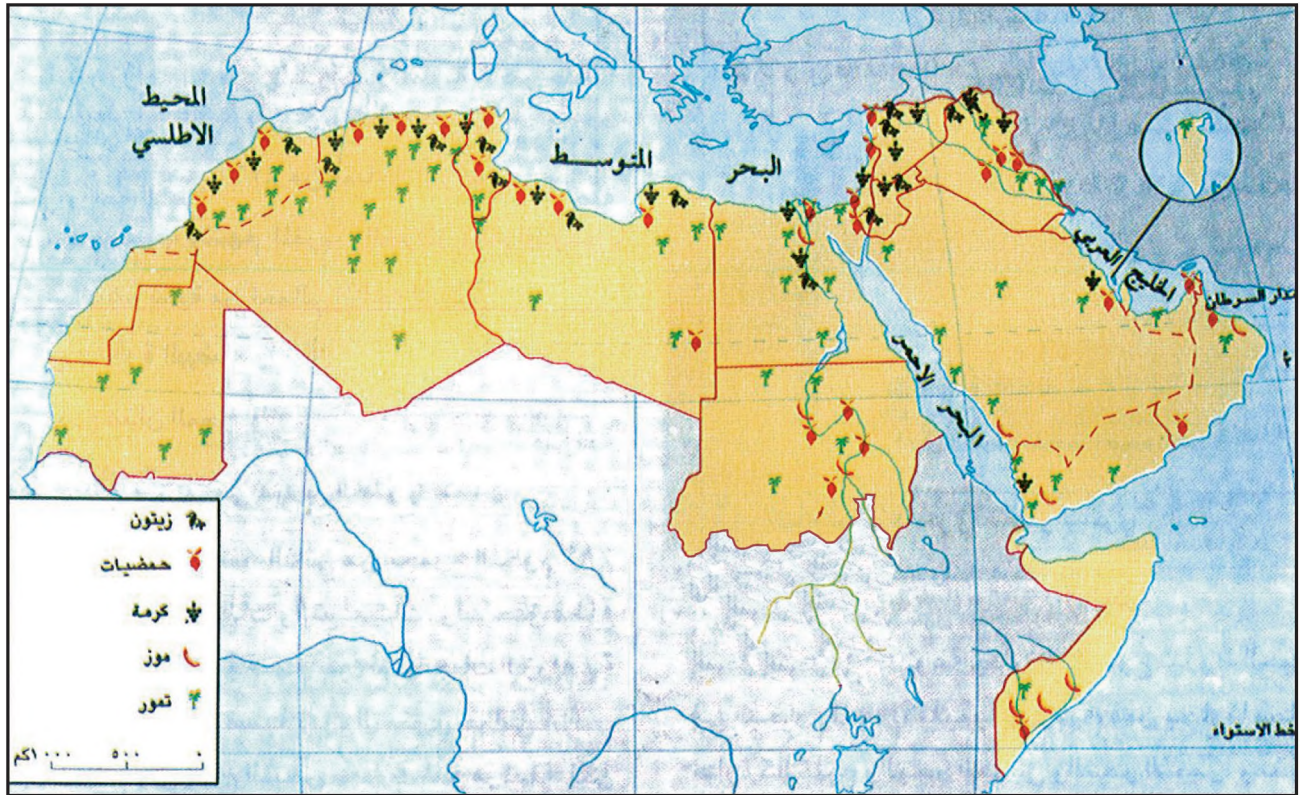 المحيط
الاطلسي
البحر
المتوسط
الخليج العربي
مدار السرطان
البحر الاحمر
زيتون
حمضيات
كرمة
موز
تمور
٠ ٥٠٠ ١٠٠٠كم
خط الاستواء